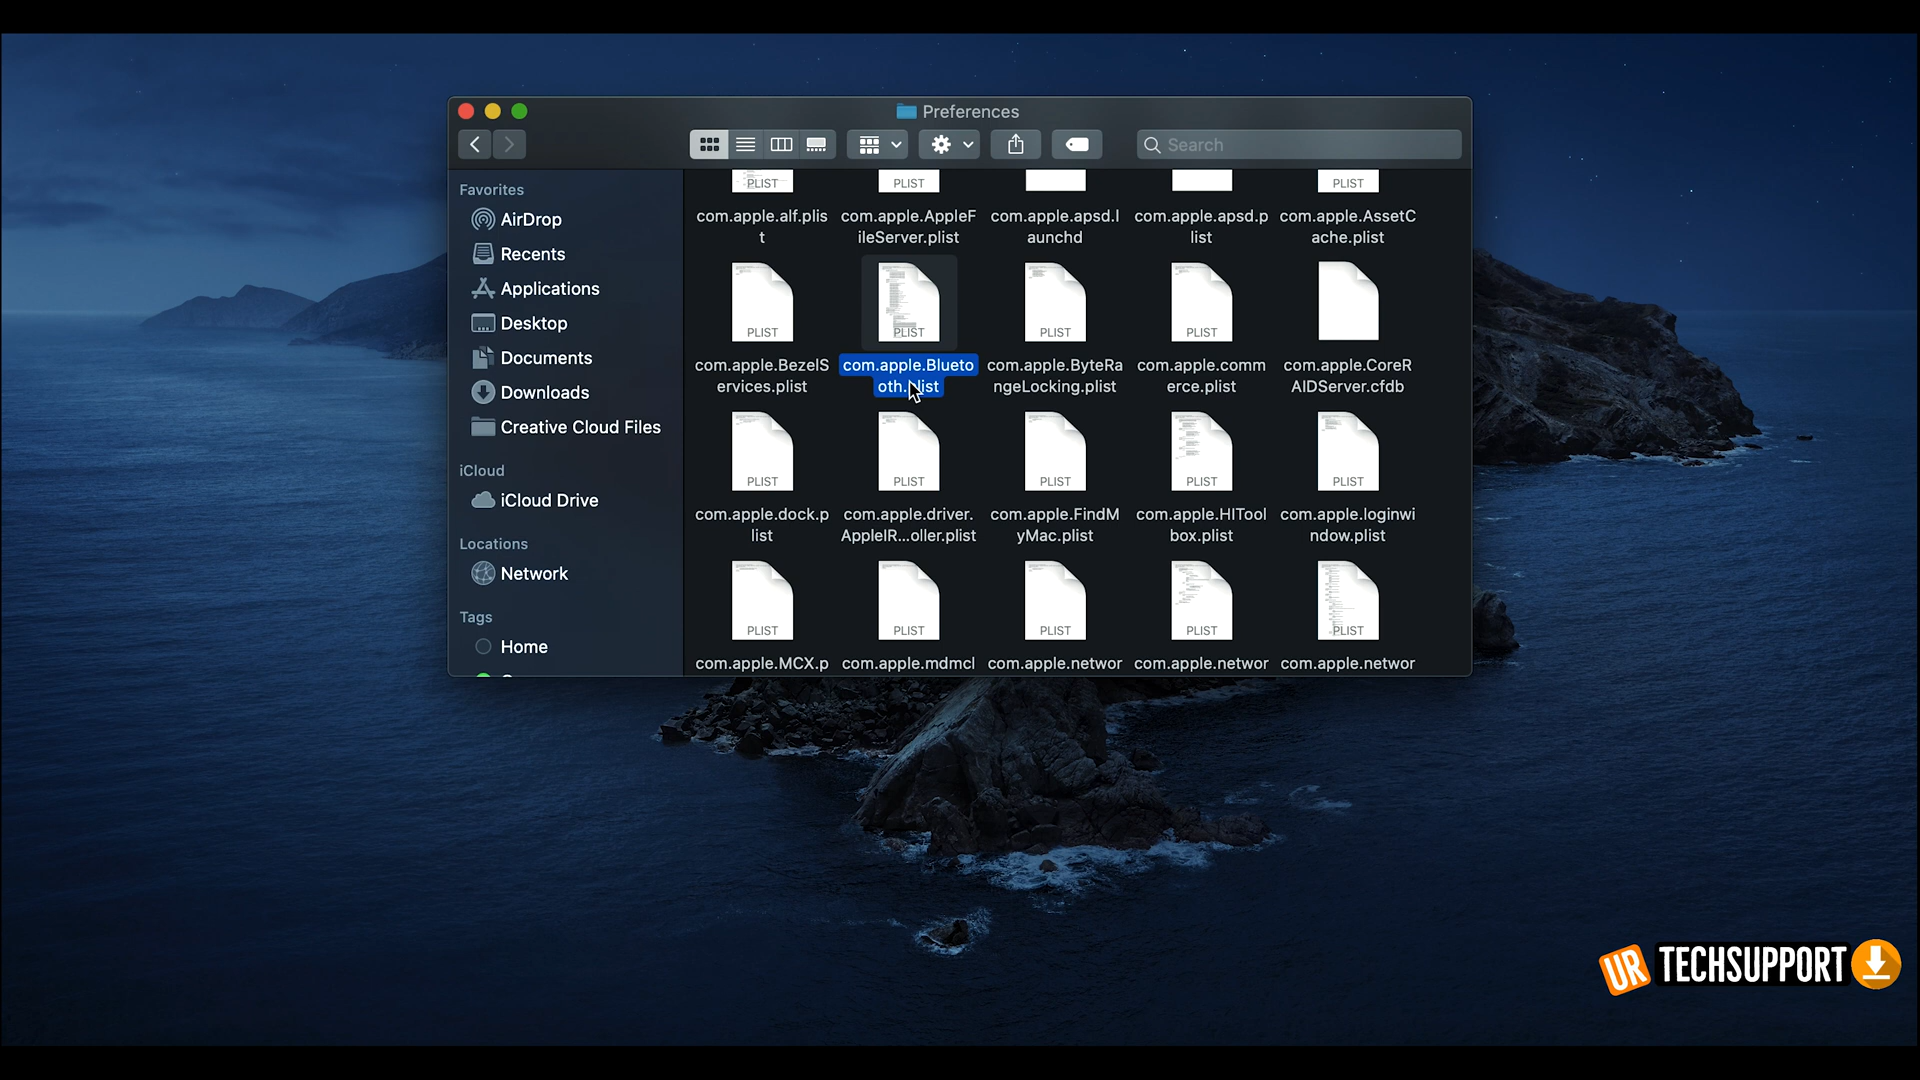 Preferences
Search
Favorites
AirDrop
Recents
Applications
Desktop
Documents
Downloads
Creative Cloud Files
iCloud
iCloud Drive
Locations
Network
Tags
Home
PLIST
PLIST
PLIST
com.apple.alf.plis
t
com.apple.AppleF
ileServer.plist
com.apple.apsd.l
aunchd
com.apple.apsd.p
list
com.apple.AssetC
ache.plist
PLIST
PLIST
PLIST
PLIST
com.apple.BezelS
ervices.plist
com.apple.Blueto
oth.plist
com.apple.ByteRa
ngeLocking.plist
com.apple.comm
erce.plist
com.apple.CoreR
AIDServer.cfdb
PLIST
PLIST
PLIST
PLIST
PLIST
com.apple.dock.p
list
com.apple.driver.
AppleIR...oller.plist
com.apple.FindM
yMac.plist
com.apple.HITool
box.plist
com.apple.loginwi
ndow.plist
PLIST
PLIST
PLIST
PLIST
PLIST
com.apple.MCX.p
com.apple.mdmcl
com.apple.networ
com.apple.networ
com.apple.networ
UR TECHSUPPORT